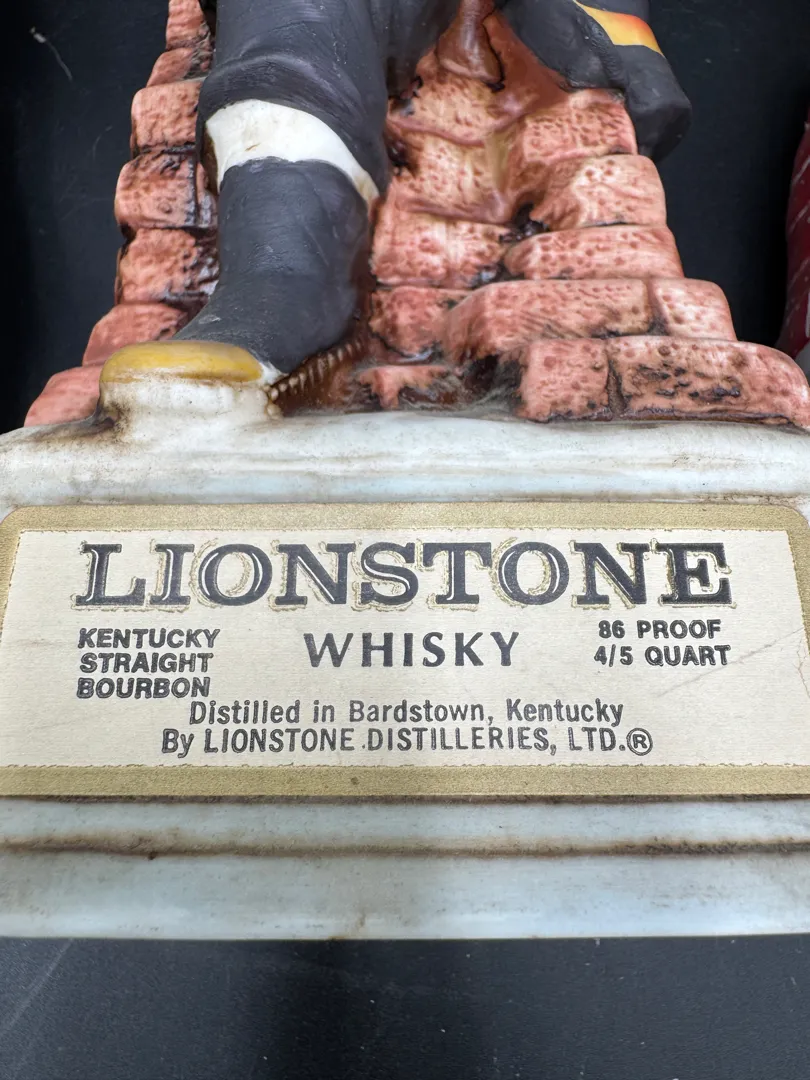 LIONSTONE
KENTUCKY
STRAIGHT
BOURBON
WHISKY
86 PROOF
4/5 QUART
Distilled in Bardstown, Kentucky
By LIONSTONE DISTILLERIES, LTD.®